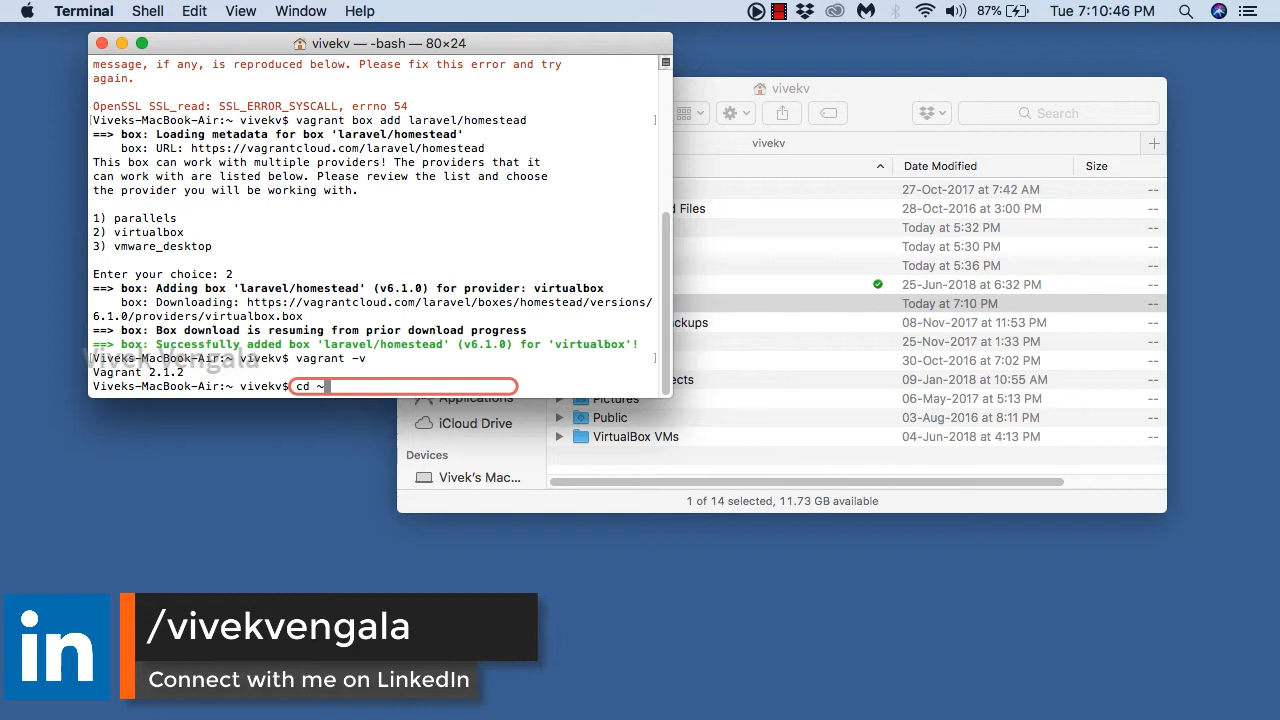 Terminal Shell Edit View Window Help 87% Tue 7:10:46 PM
vivekv — -bash — 80×24
message, if any, is reproduced below. Please fix this error and try
again.
OpenSSL SSL_read: SSL_ERROR_SYSCALL, errno 54
[Viveks-MacBook-Air:~ vivekv$ vagrant box add laravel/homestead ]
==> box: Loading metadata for box 'laravel/homestead'
box: URL: https://vagrantcloud.com/laravel/homestead
This box can work with multiple providers! The providers that it
can work with are listed below. Please review the list and choose
the provider you will be working with.
1) parallels
2) virtualbox
3) vmware_desktop
Enter your choice: 2
==> box: Adding box 'laravel/homestead' (v6.1.0) for provider: virtualbox
box: Downloading: https://vagrantcloud.com/laravel/boxes/homestead/versions/
6.1.0/providers/virtualbox.box
==> box: Box download is resuming from prior download progress
==> box: Successfully added box 'laravel/homestead' (v6.1.0) for 'virtualbox'!
Viveks-MacBook-Air:~ vivekv$ vagrant -v ]
Vivek Vengala
Vagrant 2.1.2
Viveks-MacBook-Air:~ vivekv$ cd ~
vivekv
Search
vivekv
Date Modified Size
27-Oct-2017 at 7:42 AM --
d Files 28-Oct-2016 at 3:00 PM --
Today at 5:32 PM --
Today at 5:30 PM --
Today at 5:36 PM --
25-Jun-2018 at 6:32 PM --
Today at 7:10 PM --
ackups 08-Nov-2017 at 11:53 PM --
25-Jun-2018 at 1:33 PM --
24-Oct-2017 at 1:42 AM --
ects 09-Jan-2018 at 1:40 AM --
Applications Pictures 06-May-2017 at 5:13 PM --
iCloud Drive Public 03-Aug-2016 at 8:11 PM --
VirtualBox VMs 04-Jun-2018 at 4:13 PM --
Devices
Vivek's Mac...
1 of 14 selected, 11.73 GB available
in
/vivekvengala
Connect with me on LinkedIn